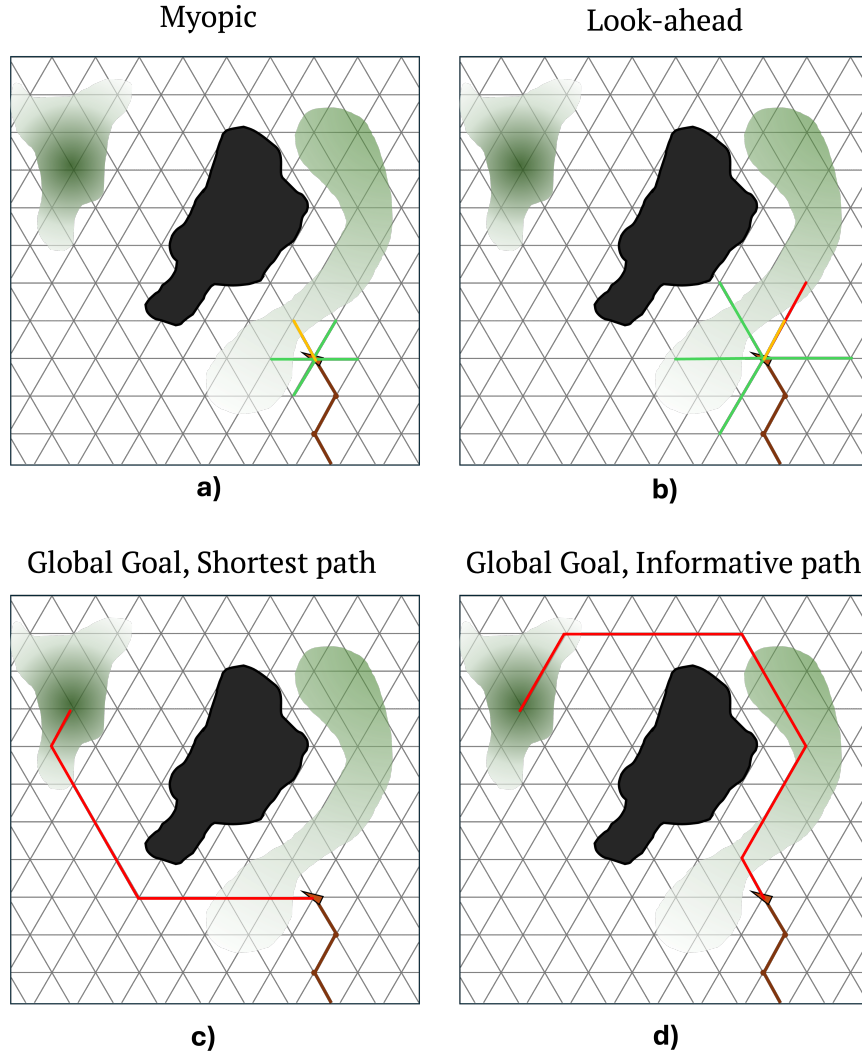 Myopic
Look-ahead
a)
b)
Global Goal, Shortest path
Global Goal, Informative path
c)
d)